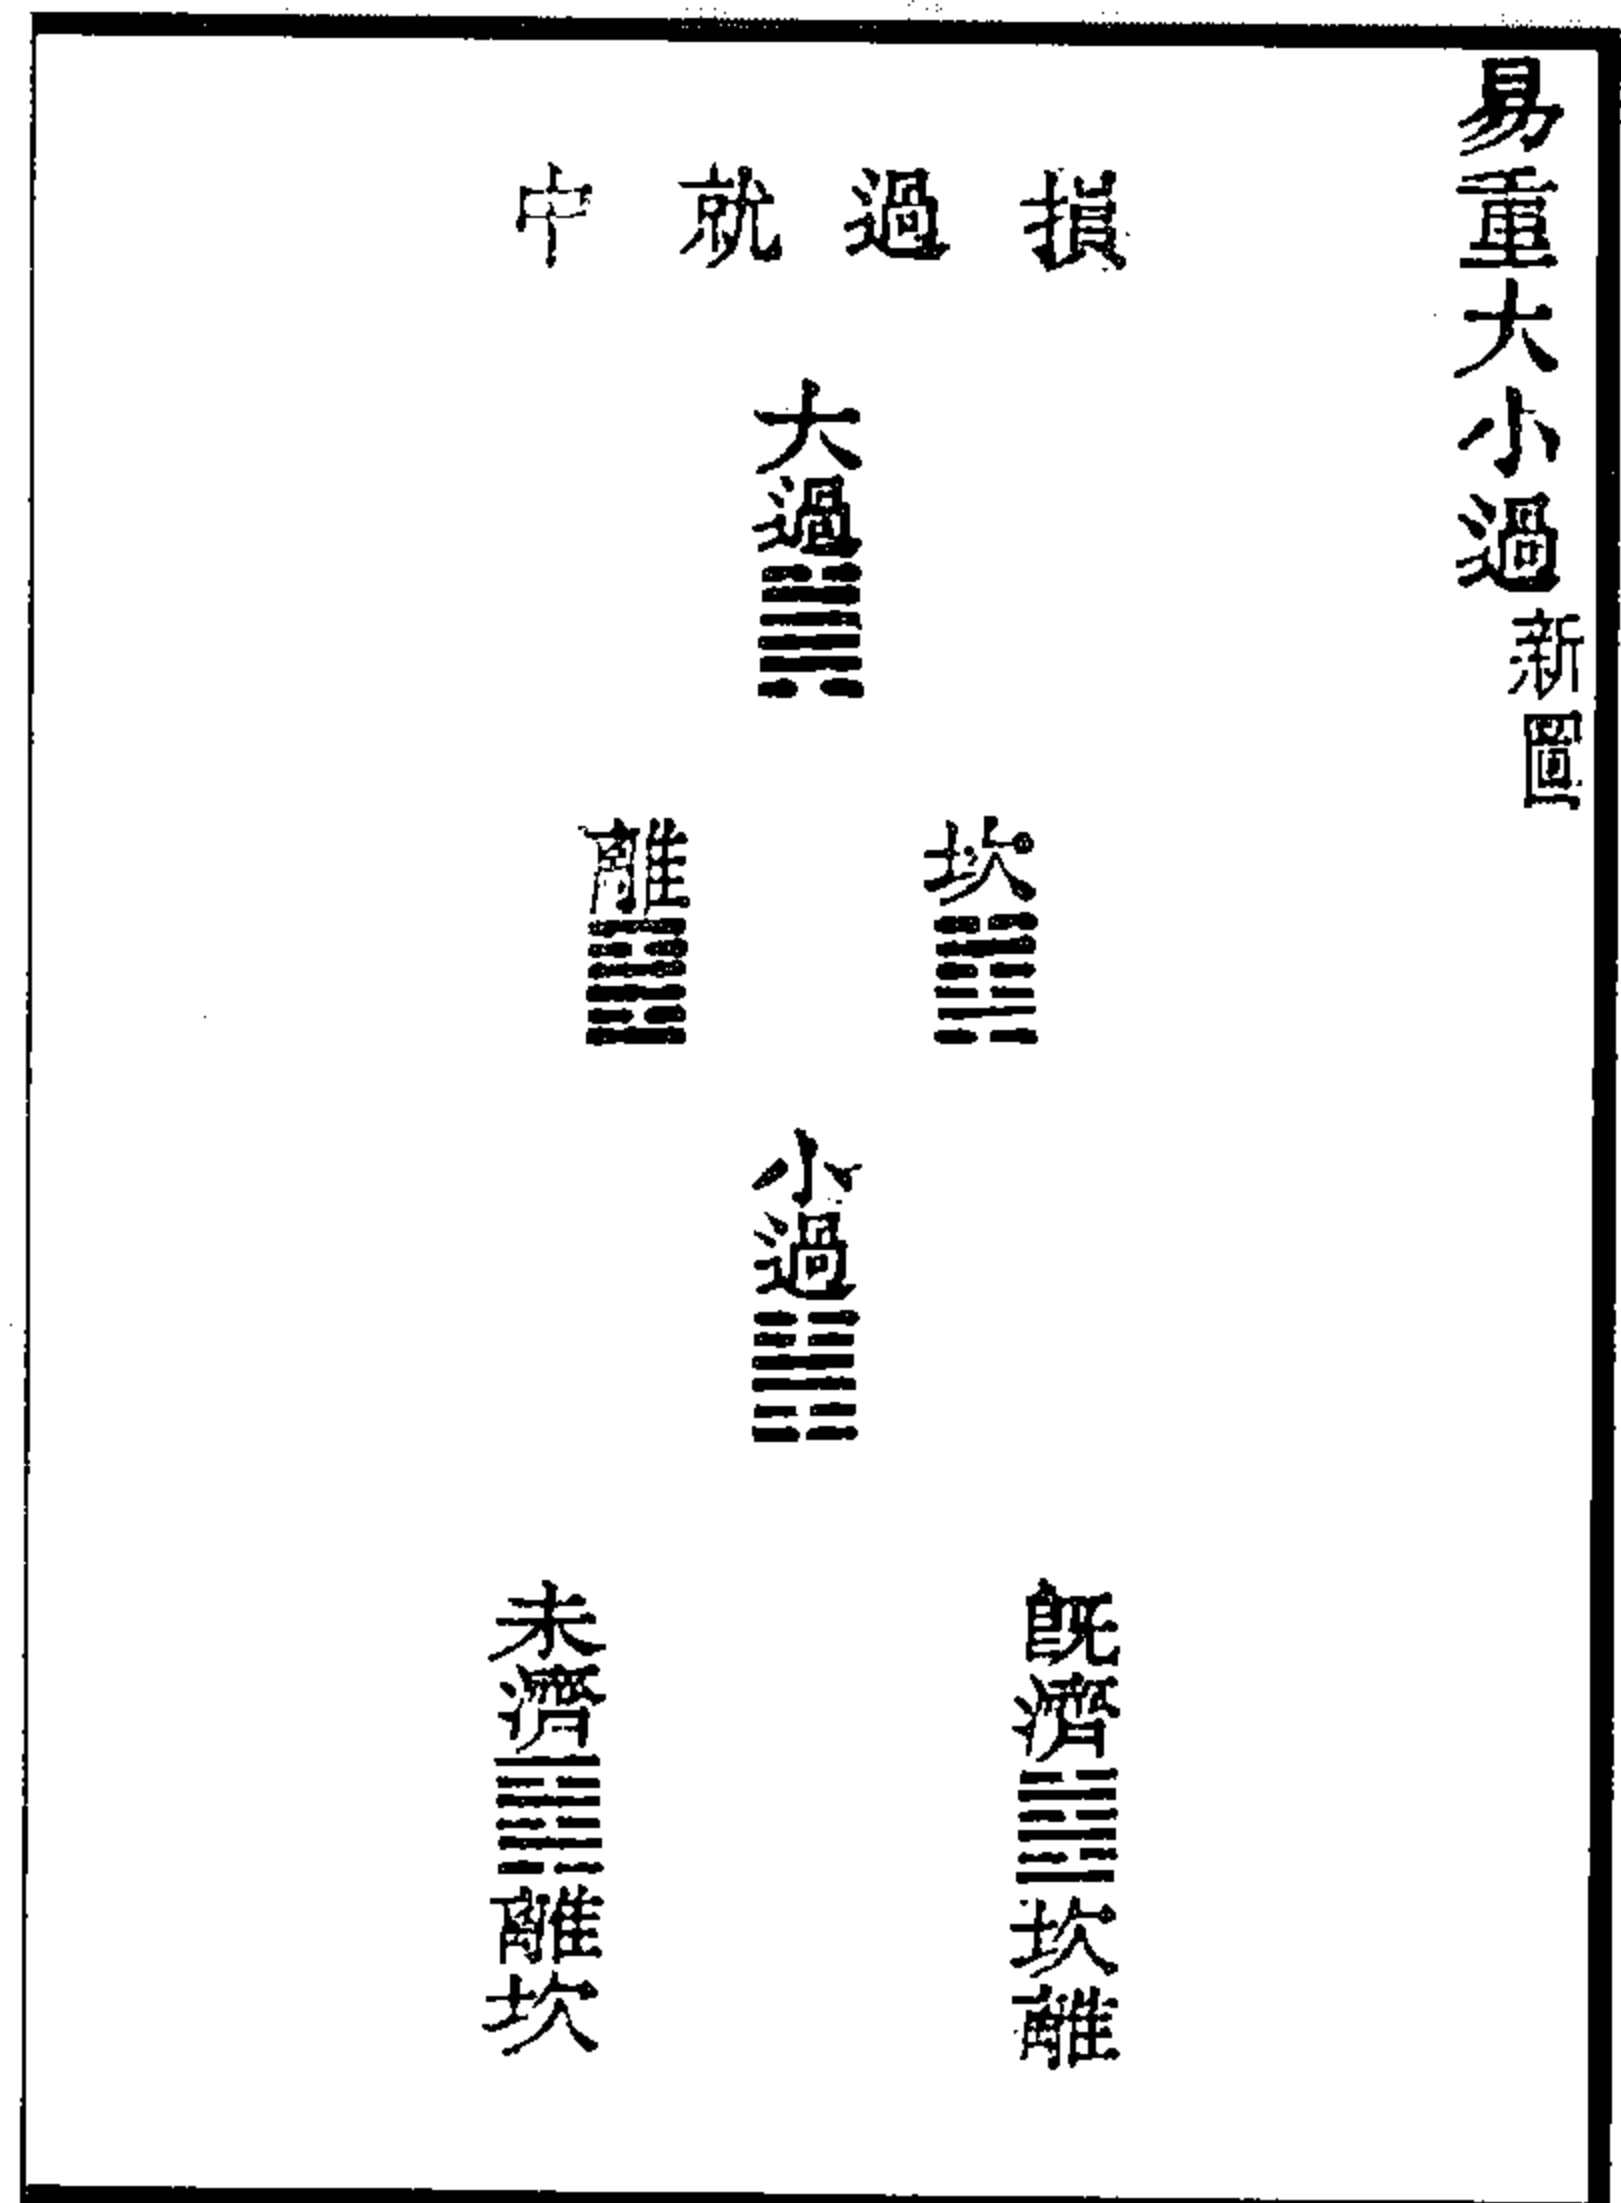 易重大小過新圖
損過就中
大過䷛
坎䷜
離䷝
小過䷽
旣濟䷾坎離
未濟䷿離坎